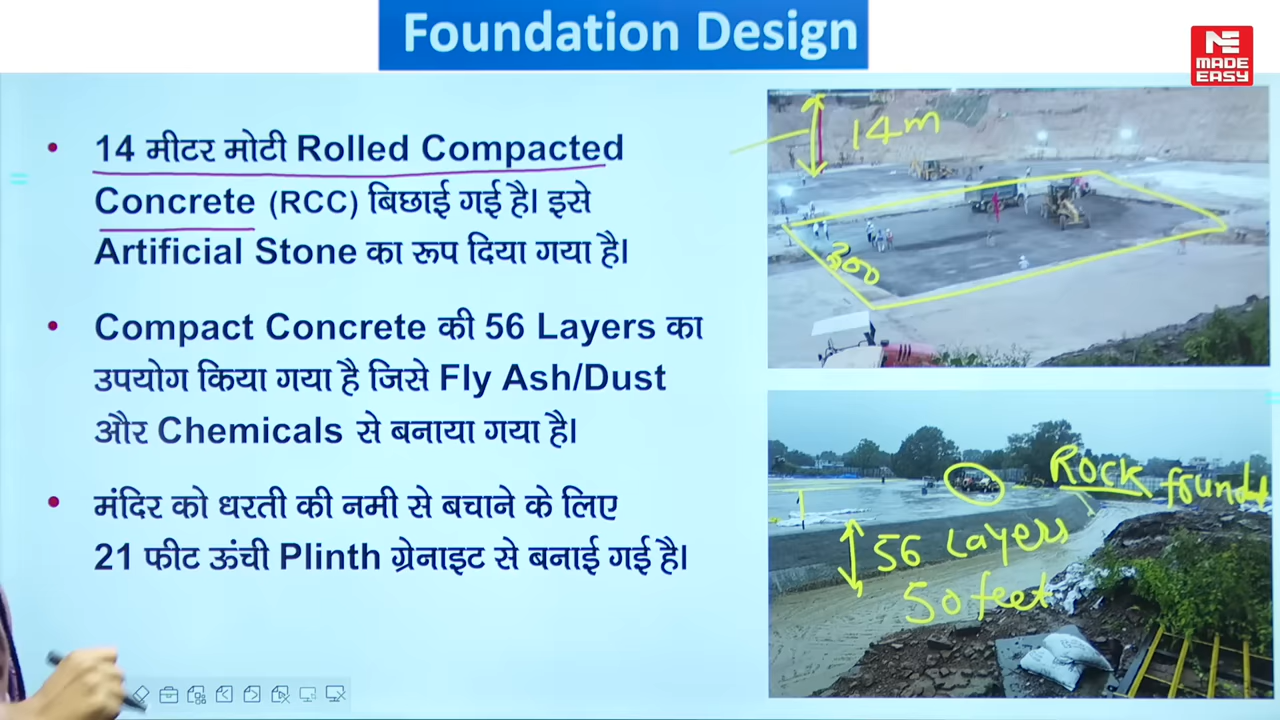 Foundation Design
ME
MADE
EASY
• 14 मीटर मोटी Rolled Compacted
Concrete (RCC) बिछाई गई है। इसे
Artificial Stone का रूप दिया गया है।
• Compact Concrete की 56 Layers का
उपयोग किया गया है जिसे Fly Ash/Dust
और Chemicals से बनाया गया है।
• मंदिर को धरती की नमी से बचाने के लिए
21 फीट ऊंची Plinth ग्रेनाइट से बनाई गई है।
14m
300
Rock foundat
56 Layers
50 feet